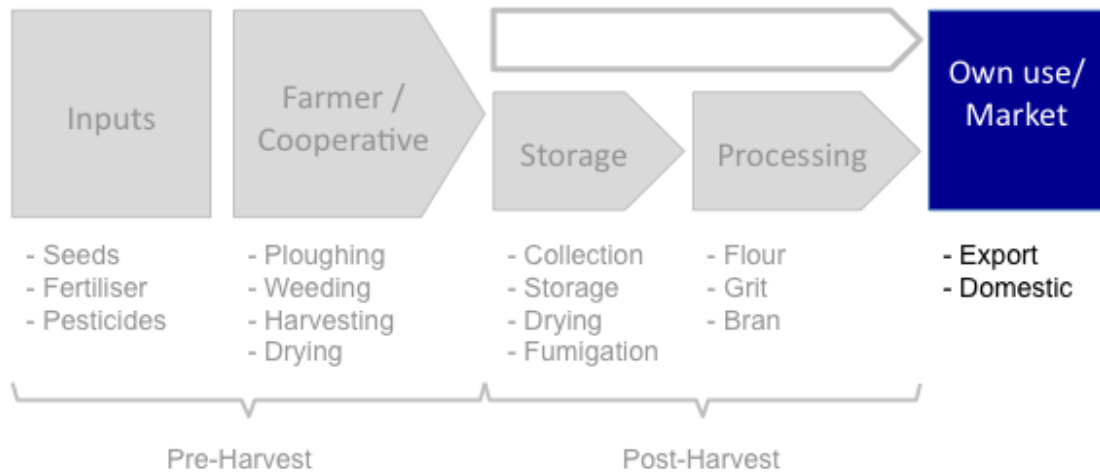 Inputs
Farmer /
Cooperative
Storage
Processing
Own use/
Market
- Seeds
- Fertiliser
- Pesticides
- Ploughing
- Weeding
- Harvesting
- Drying
- Collection
- Storage
- Drying
- Fumigation
- Flour
- Grit
- Bran
- Export
- Domestic
Pre-Harvest
Post-Harvest